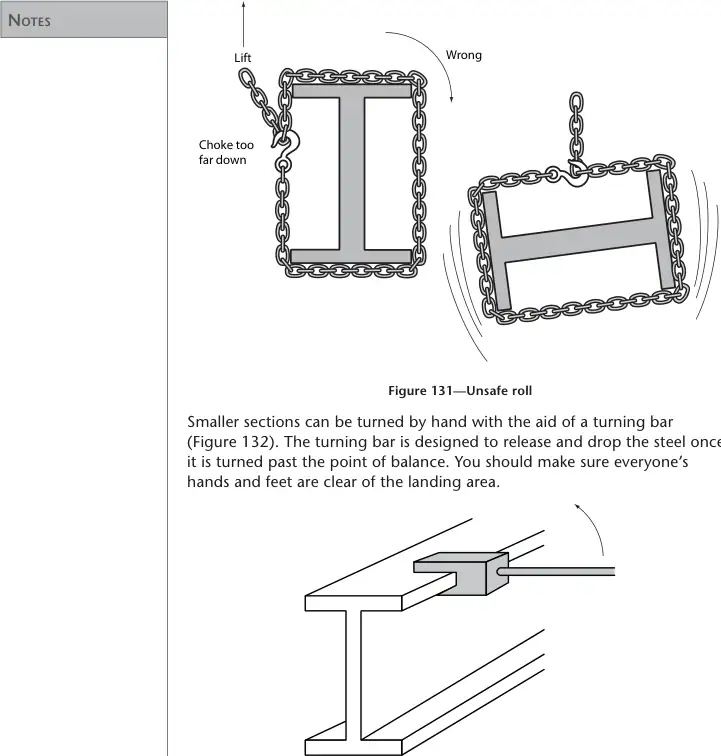 NOTES
Lift
Wrong
Choke too
far down
Figure 131—Unsafe roll
Smaller sections can be turned by hand with the aid of a turning bar
(Figure 132). The turning bar is designed to release and drop the steel once
it is turned past the point of balance. You should make sure everyone’s
hands and feet are clear of the landing area.